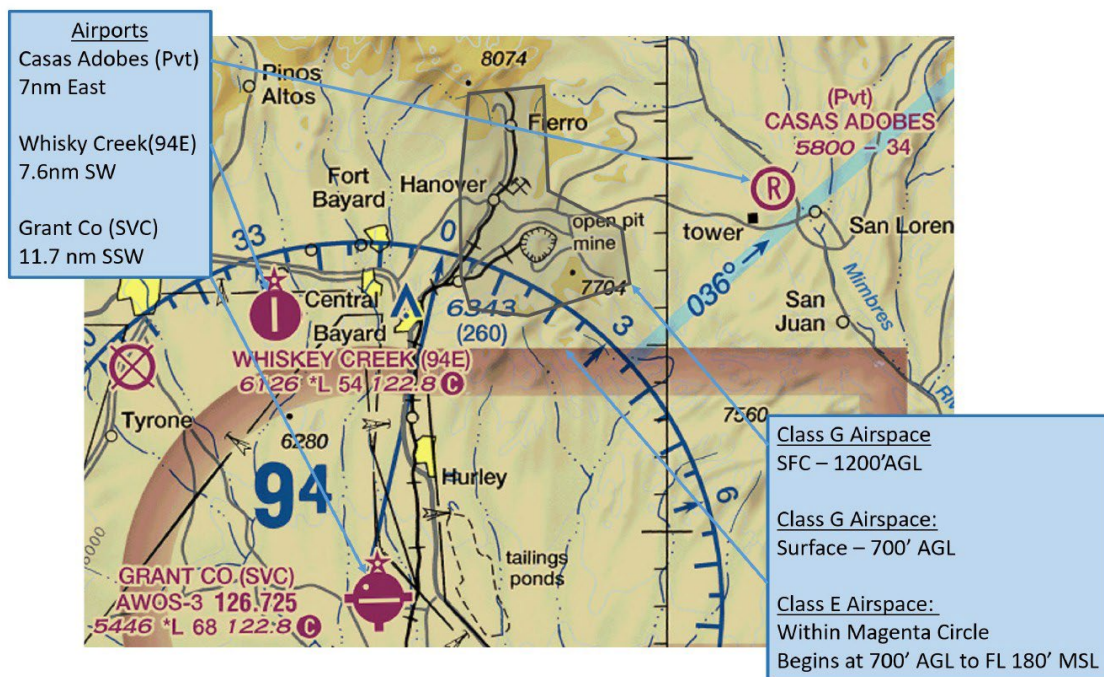 Airports
Casas Adobes (Pvt)
7nm East
Whisky Creek(94E)
7.6nm SW
Grant Co (SVC)
11.7 nm SSW
8074
Pinos
Altos
Fierro
(Pvt)
CASAS ADOBES
5800 - 34
R
Fort
Bayard
Hanover
open pit
mine
tower
San Loren
33
0
7704
036°
Mimbres
Central
Bayard
6343
(260)
3
San
Juan
WHISKEY CREEK (94E)
6126 *L 54 122.8 C
Tyrone
6280
7560
94
Hurley
6
tailings
ponds
GRANT CO (SVC)
AWOS-3 126.725
5446 *L 68 122.8 C
Class G Airspace
SFC – 1200’AGL
Class G Airspace:
Surface – 700’ AGL
Class E Airspace:
Within Magenta Circle
Begins at 700’ AGL to FL 180’ MSL